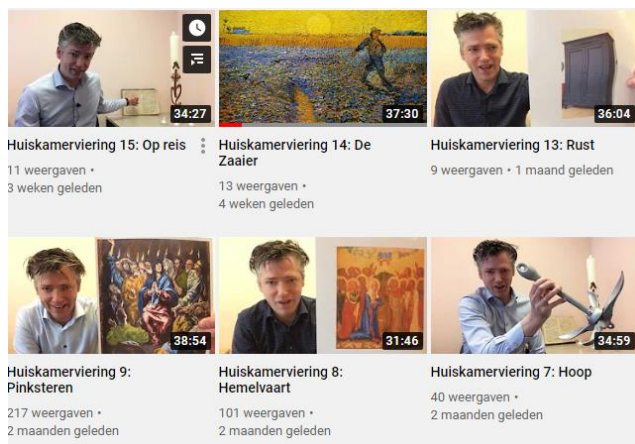 34:27
37:30
36:04
Huiskamerviering 15: Op reis
11 weergaven •
3 weken geleden
Huiskamerviering 14: De
Zaaier
13 weergaven •
4 weken geleden
Huiskamerviering 13: Rust
9 weergaven • 1 maand geleden
38:54
31:46
34:59
Huiskamerviering 9:
Pinksteren
217 weergaven •
2 maanden geleden
Huiskamerviering 8:
Hemelvaart
101 weergaven •
2 maanden geleden
Huiskamerviering 7: Hoop
40 weergaven •
2 maanden geleden